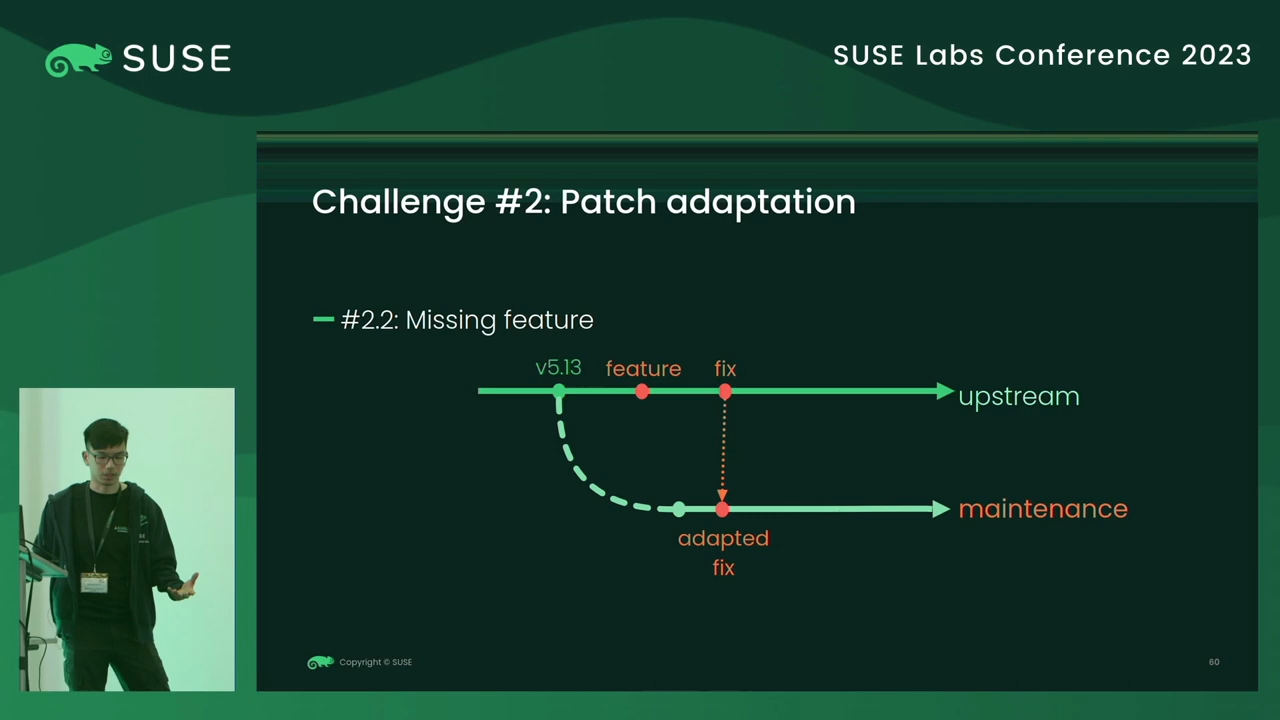 SUSE
SUSE Labs Conference 2023
Challenge #2: Patch adaptation
#2.2: Missing feature
v5.13 feature fix
upstream
maintenance
adapted
fix
Copyright © SUSE
60